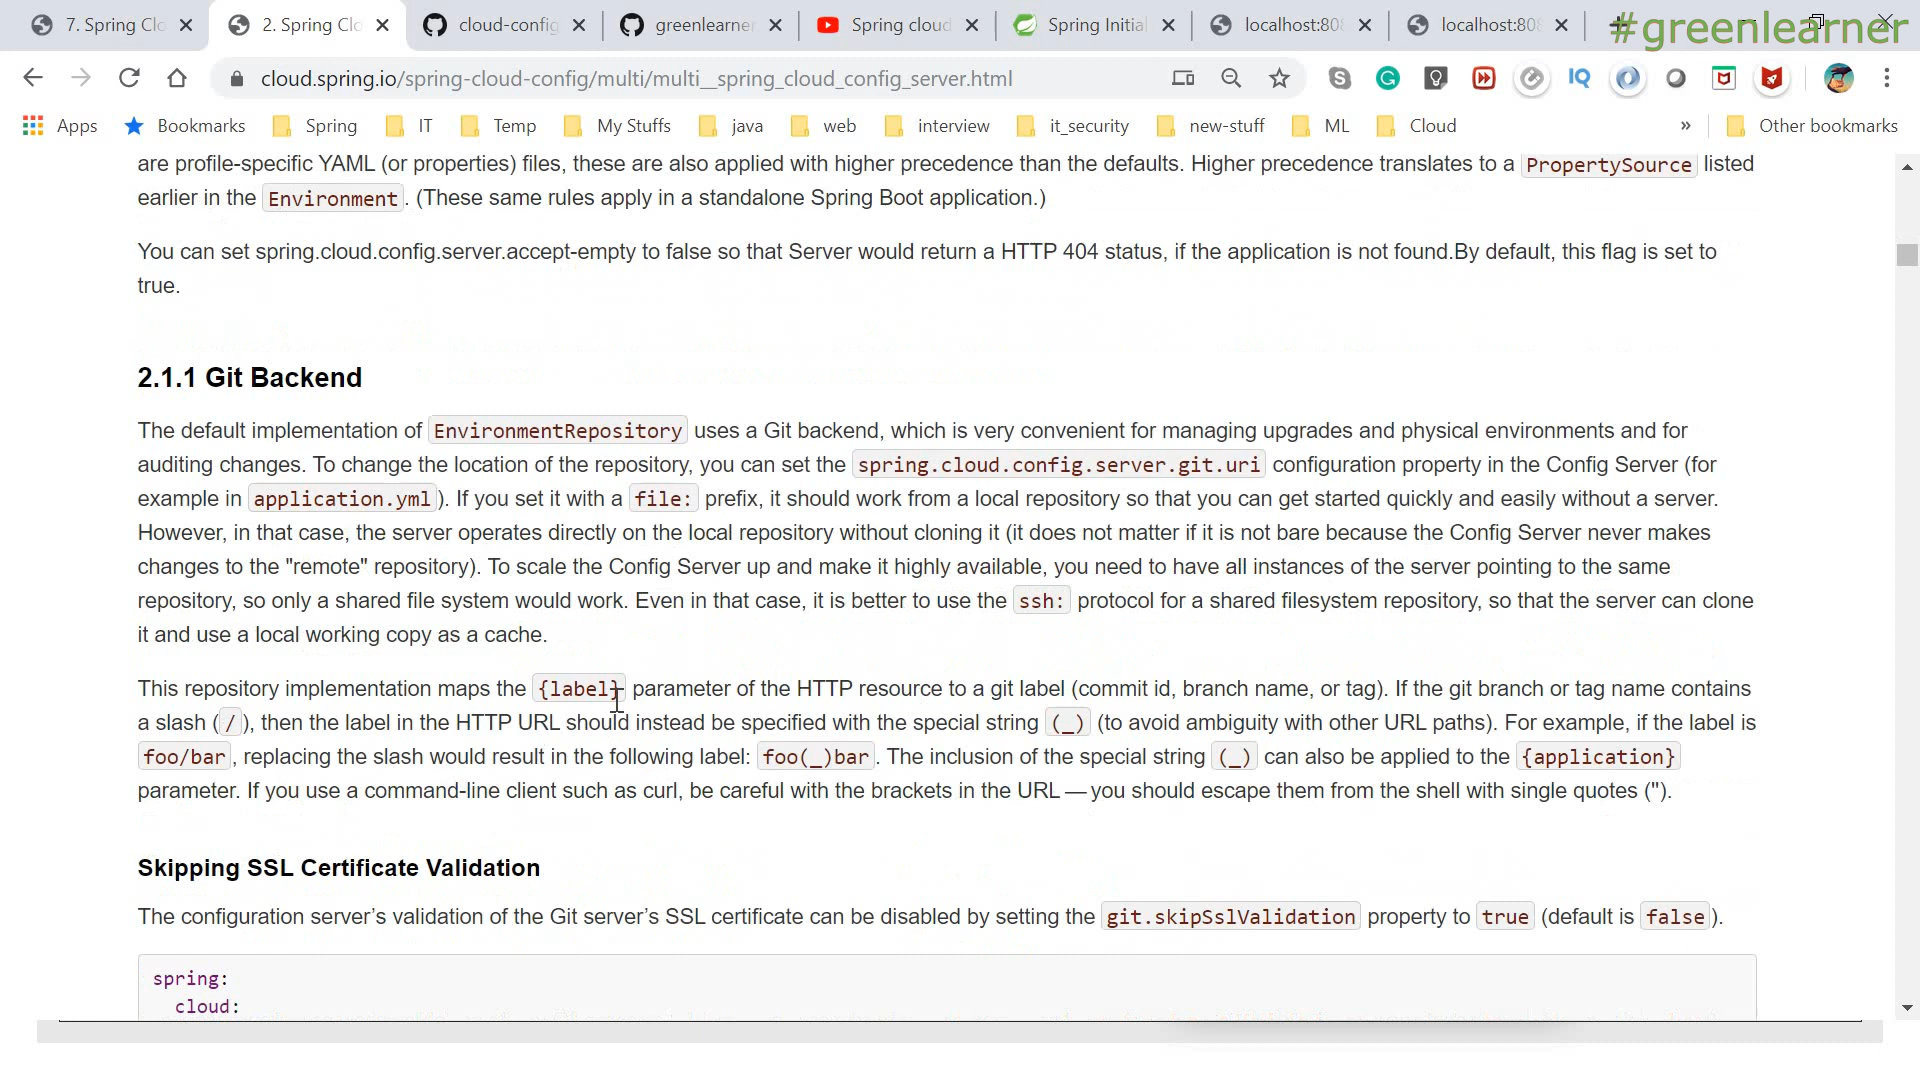 7. Spring Clo
2. Spring Clo
cloud-config
greenlearner
Spring cloud
Spring Initial
localhost:808
localhost:808
#greenlearner
cloud.spring.io/spring-cloud-config/multi/multi__spring_cloud_config_server.html
Apps
Bookmarks
Spring
IT
Temp
My Stuffs
java
web
interview
it_security
new-stuff
ML
Cloud
»
Other bookmarks
are profile-specific YAML (or properties) files, these are also applied with higher precedence than the defaults. Higher precedence translates to a PropertySource listed
earlier in the Environment. (These same rules apply in a standalone Spring Boot application.)
You can set spring.cloud.config.server.accept-empty to false so that Server would return a HTTP 404 status, if the application is not found.By default, this flag is set to
true.
2.1.1 Git Backend
The default implementation of EnvironmentRepository uses a Git backend, which is very convenient for managing upgrades and physical environments and for
auditing changes. To change the location of the repository, you can set the spring.cloud.config.server.git.uri configuration property in the Config Server (for
example in application.yml). If you set it with a file: prefix, it should work from a local repository so that you can get started quickly and easily without a server.
However, in that case, the server operates directly on the local repository without cloning it (it does not matter if it is not bare because the Config Server never makes
changes to the "remote" repository). To scale the Config Server up and make it highly available, you need to have all instances of the server pointing to the same
repository, so only a shared file system would work. Even in that case, it is better to use the ssh: protocol for a shared filesystem repository, so that the server can clone
it and use a local working copy as a cache.
This repository implementation maps the {label} parameter of the HTTP resource to a git label (commit id, branch name, or tag). If the git branch or tag name contains
a slash (/), then the label in the HTTP URL should instead be specified with the special string (_) (to avoid ambiguity with other URL paths). For example, if the label is
foo/bar, replacing the slash would result in the following label: foo(_)bar. The inclusion of the special string (_) can also be applied to the {application}
parameter. If you use a command-line client such as curl, be careful with the brackets in the URL — you should escape them from the shell with single quotes (").
Skipping SSL Certificate Validation
The configuration server’s validation of the Git server’s SSL certificate can be disabled by setting the git.skipSslValidation property to true (default is false).
spring:
cloud: